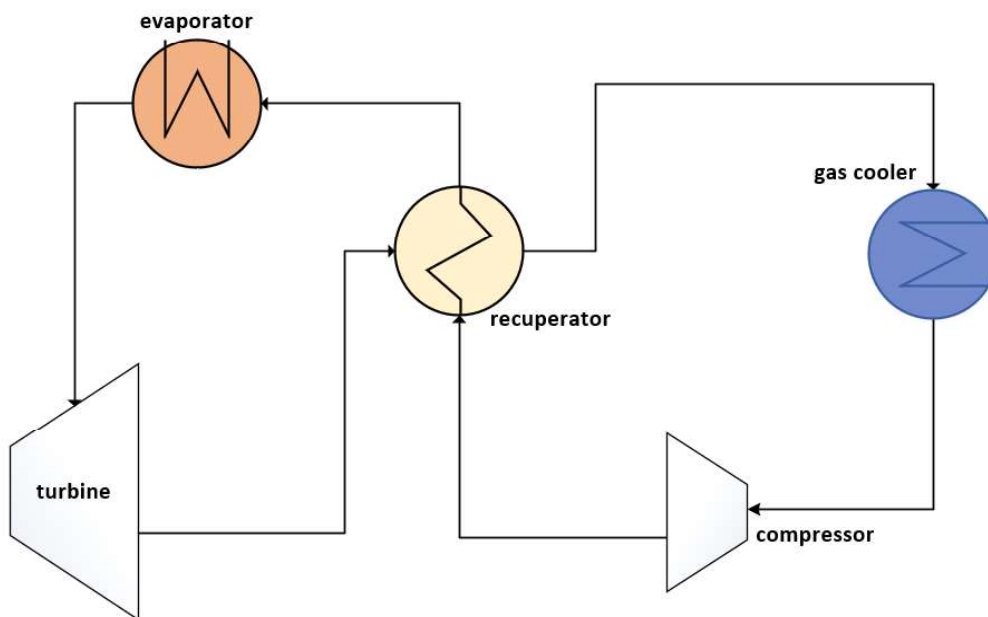 evaporator
gas cooler
recuperator
turbine
compressor